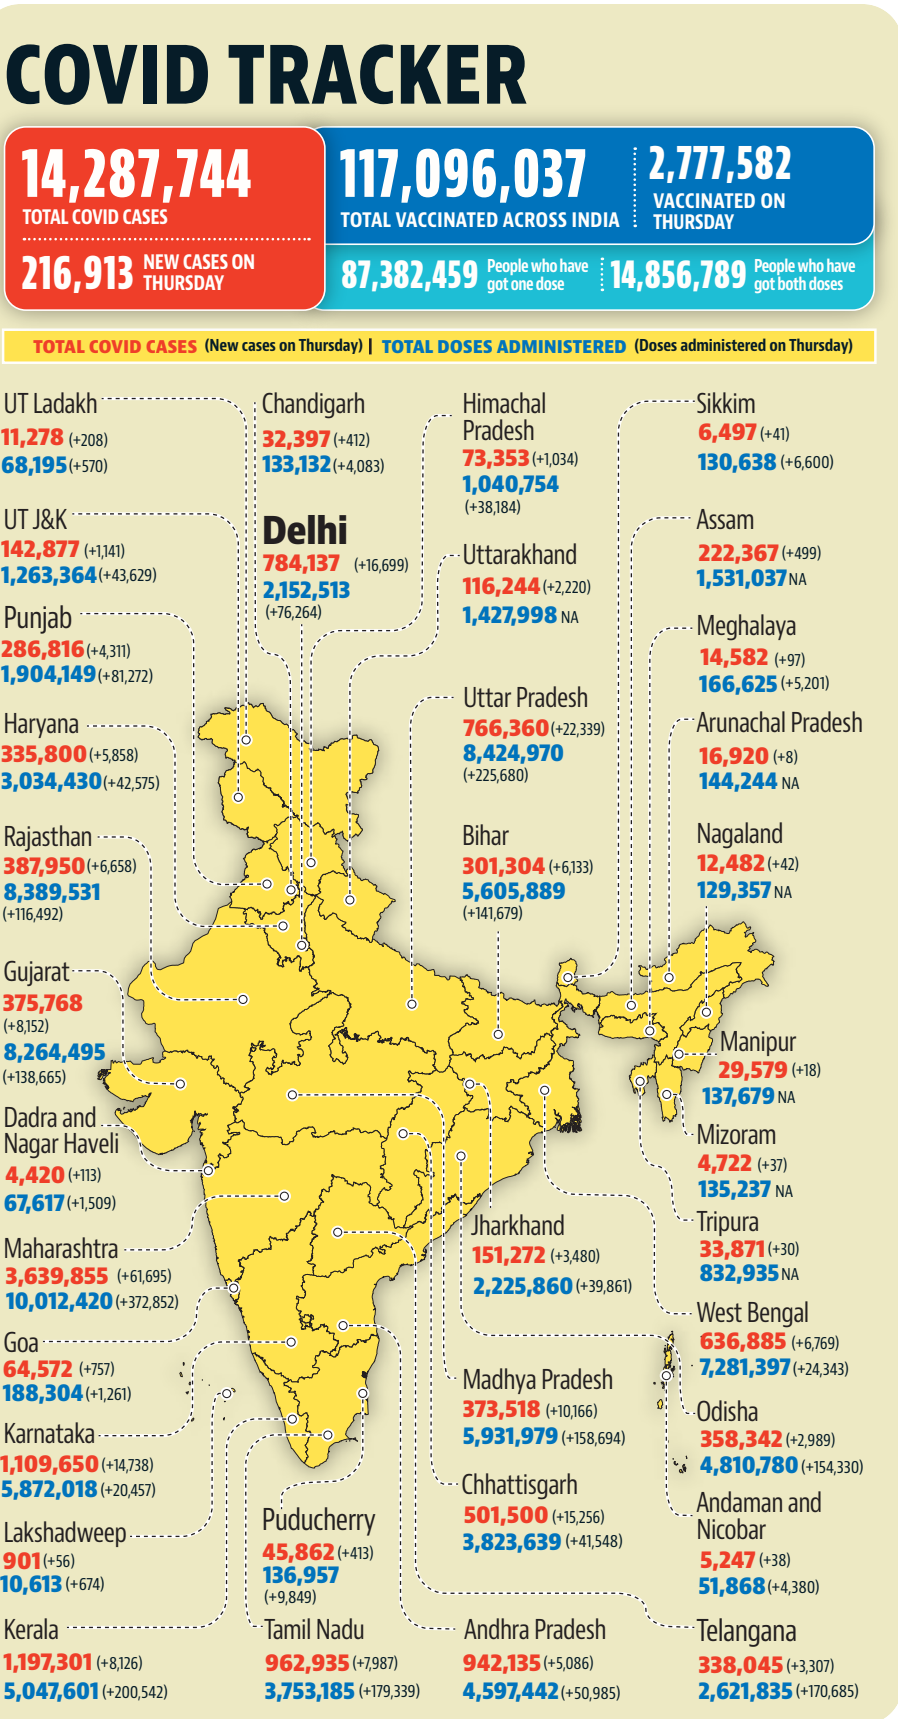 COVID TRACKER
14,287,744
TOTAL COVID CASES
216,913 NEW CASES ON THURSDAY
117,096,037
TOTAL VACCINATED ACROSS INDIA
2,777,582
VACCINATED ON
THURSDAY
87,382,459 People who have got one dose
14,856,789 People who have got both doses
TOTAL COVID CASES (New cases on Thursday) | TOTAL DOSES ADMINISTERED (Doses administered on Thursday)
UT Ladakh
11,278 (+208)
68,195 (+570)
UT J&K
142,877 (+1,141)
1,263,364 (+43,629)
Punjab
286,816 (+4,311)
1,904,149 (+81,272)
Haryana
335,800 (+5,858)
3,034,430 (+42,575)
Rajasthan
387,950 (+6,658)
8,389,531
(+116,492)
Gujarat
375,768
(+8,152)
8,264,495
(+138,665)
Dadra and
Nagar Haveli
4,420 (+113)
67,617 (+1,509)
Maharashtra
3,639,855 (+61,695)
10,012,420 (+372,852)
Goa
64,572 (+757)
188,304 (+1,261)
Karnataka
1,109,650 (+14,738)
5,872,018 (+20,457)
Lakshadweep
901 (+56)
10,613 (+674)
Kerala
1,197,301 (+8,126)
5,047,601 (+200,542)
Chandigarh
32,397 (+412)
133,132 (+4,083)
Delhi
784,137 (+16,699)
2,152,513
(+76,264)
Puducherry
45,862 (+413)
136,957
(+9,849)
Tamil Nadu
962,935 (+7,987)
3,753,185 (+179,339)
Himachal
Pradesh
73,353 (+1,034)
1,040,754
(+38,184)
Uttarakhand
116,244 (+2,220)
1,427,998 NA
Uttar Pradesh
766,360 (+22,339)
8,424,970
(+225,680)
Bihar
301,304 (+6,133)
5,605,889
(+141,679)
Jharkhand
151,272 (+3,480)
2,225,860 (+39,861)
Madhya Pradesh
373,518 (+10,166)
5,931,979 (+158,694)
Chhattisgarh
501,500 (+15,256)
3,823,639 (+41,548)
Andhra Pradesh
942,135 (+5,086)
4,597,442 (+50,985)
Sikkim
6,497 (+41)
130,638 (+6,600)
Assam
222,367 (+499)
1,531,037 NA
Meghalaya
14,582 (+97)
166,625 (+5,201)
Arunachal Pradesh
16,920 (+8)
144,244 NA
Nagaland
12,482 (+42)
129,357 NA
Manipur
29,579 (+18)
137,679 NA
Mizoram
4,722 (+37)
135,237 NA
Tripura
33,871 (+30)
832,935 NA
West Bengal
636,885 (+6,769)
7,281,397 (+24,343)
Odisha
358,342 (+2,989)
4,810,780 (+154,330)
Andaman and
Nicobar
5,247 (+38)
51,868 (+4,380)
Telangana
338,045 (+3,307)
2,621,835 (+170,685)